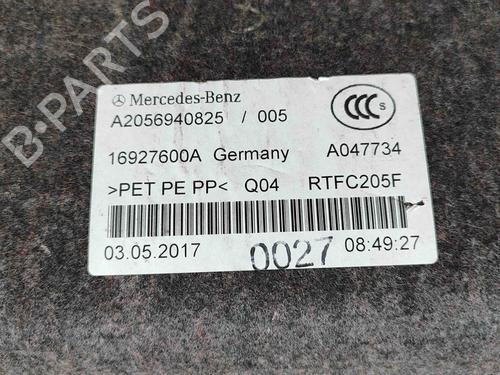 Mercedes-Benz
A2056940825 / 005
CCC S
16927600A Germany A047734
>PET PE PP< Q04 RTFC205F
03.05.2017 0027 08:49:27
B-PARTS